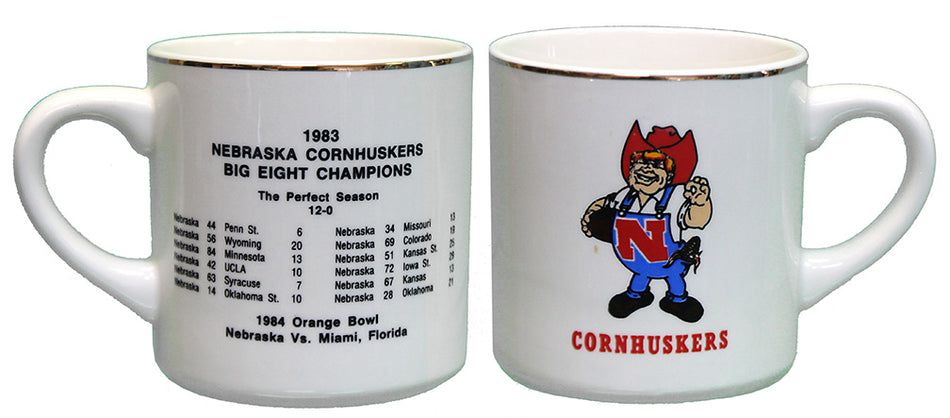 1983
NEBRASKA CORNHUSKERS
BIG EIGHT CHAMPIONS
The Perfect Season
12-0
Nebraska 44 Penn St. 6
Nebraska 56 Wyoming 20
Nebraska 84 Minnesota 13
Nebraska 42 UCLA 10
Nebraska 63 Syracuse 7
Nebraska 14 Oklahoma St. 10
Nebraska 34 Missouri 13
Nebraska 69 Colorado 19
Nebraska 51 Kansas St. 25
Nebraska 72 Iowa St. 29
Nebraska 67 Kansas 13
Nebraska 28 Oklahoma 21
1984 Orange Bowl
Nebraska Vs. Miami, Florida
N
CORNHUSKERS